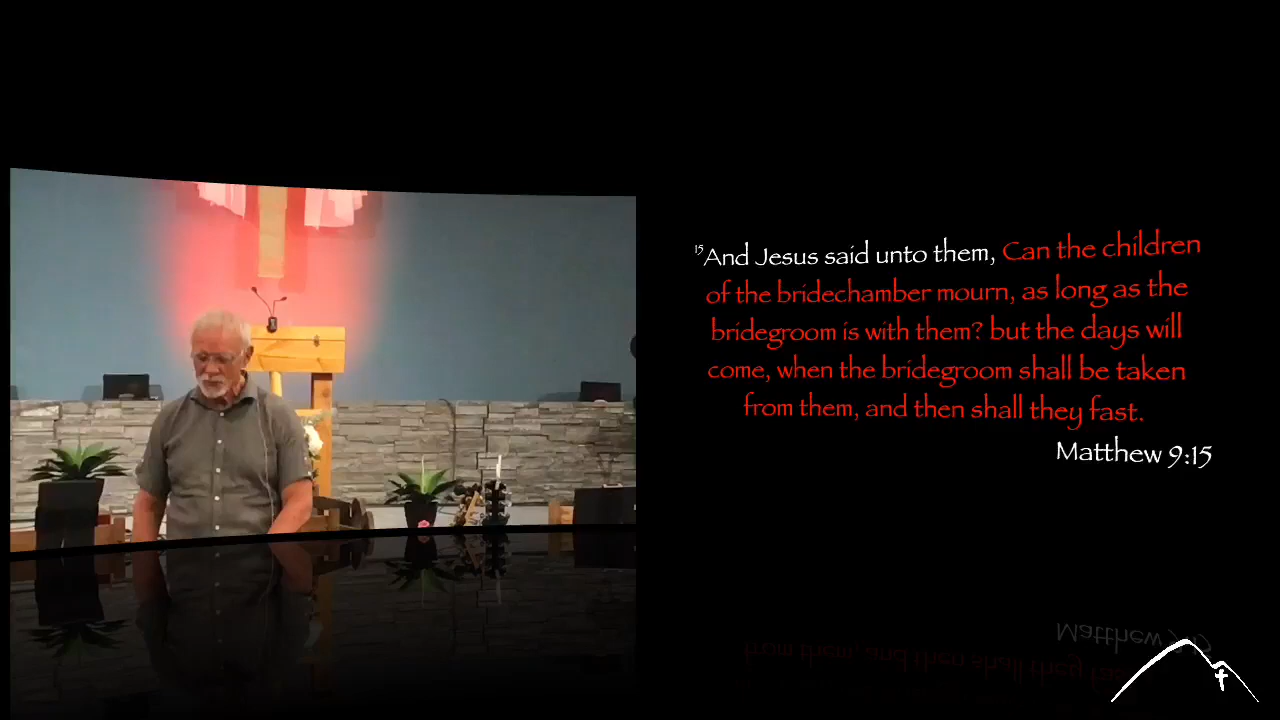 15And Jesus said unto them, Can the children
of the bridechamber mourn, as long as the
bridegroom is with them? but the days will
come, when the bridegroom shall be taken
from them, and then shall they fast.
Matthew 9:15